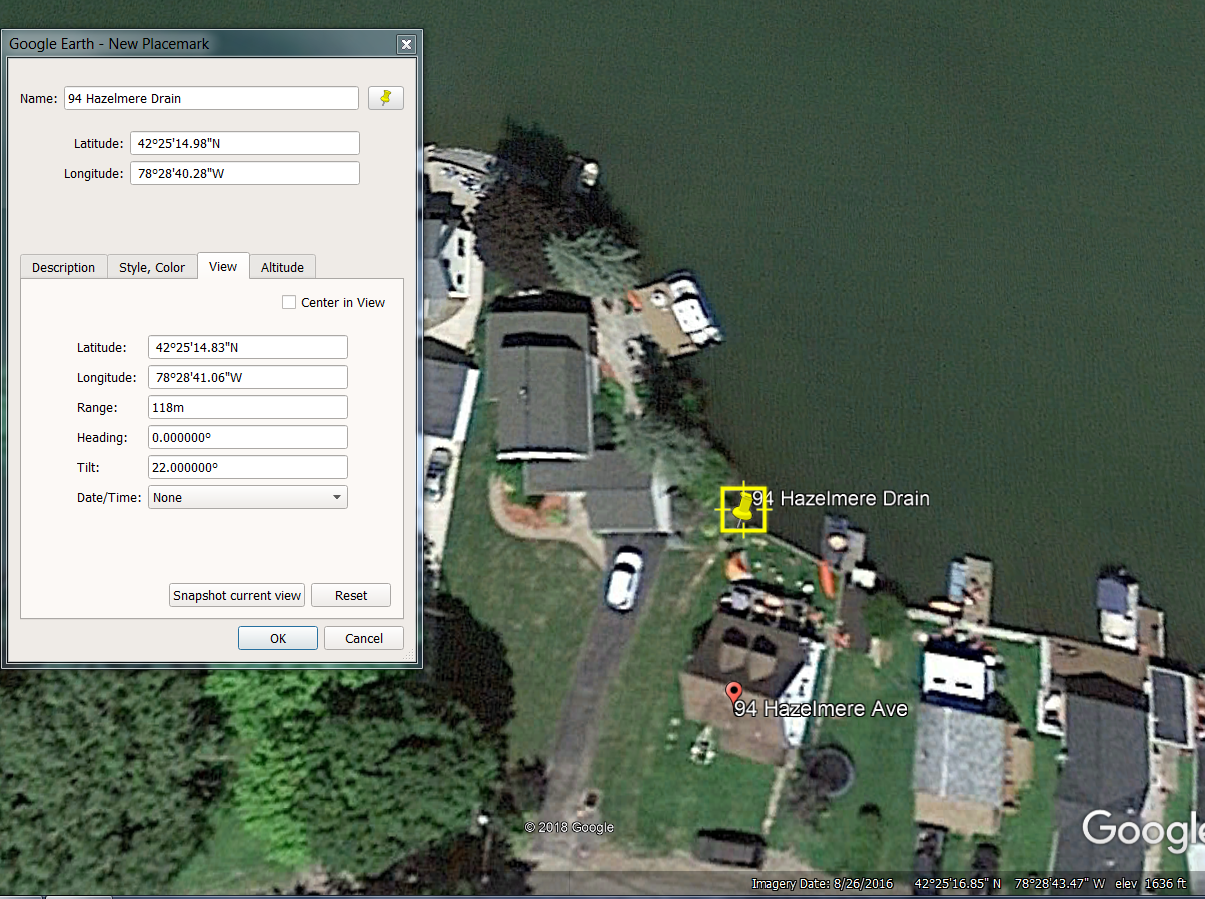 Google Earth - New Placemark
Name: 94 Hazelmere Drain
Latitude: 42°25'14.98"N
Longitude: 78°28'40.28"W
Description Style, Color View Altitude
Center in View
Latitude: 42°25'14.83"N
Longitude: 78°28'41.06"W
Range: 118m
Heading: 0.000000º
Tilt: 22.000000º
Date/Time: None
Snapshot current view Reset
OK Cancel
94 Hazelmere Drain
94 Hazelmere Ave
© 2018 Google
Google
Imagery Date: 8/26/2016 42°25'16.85" N 78°28'43.47" W elev 1636 ft